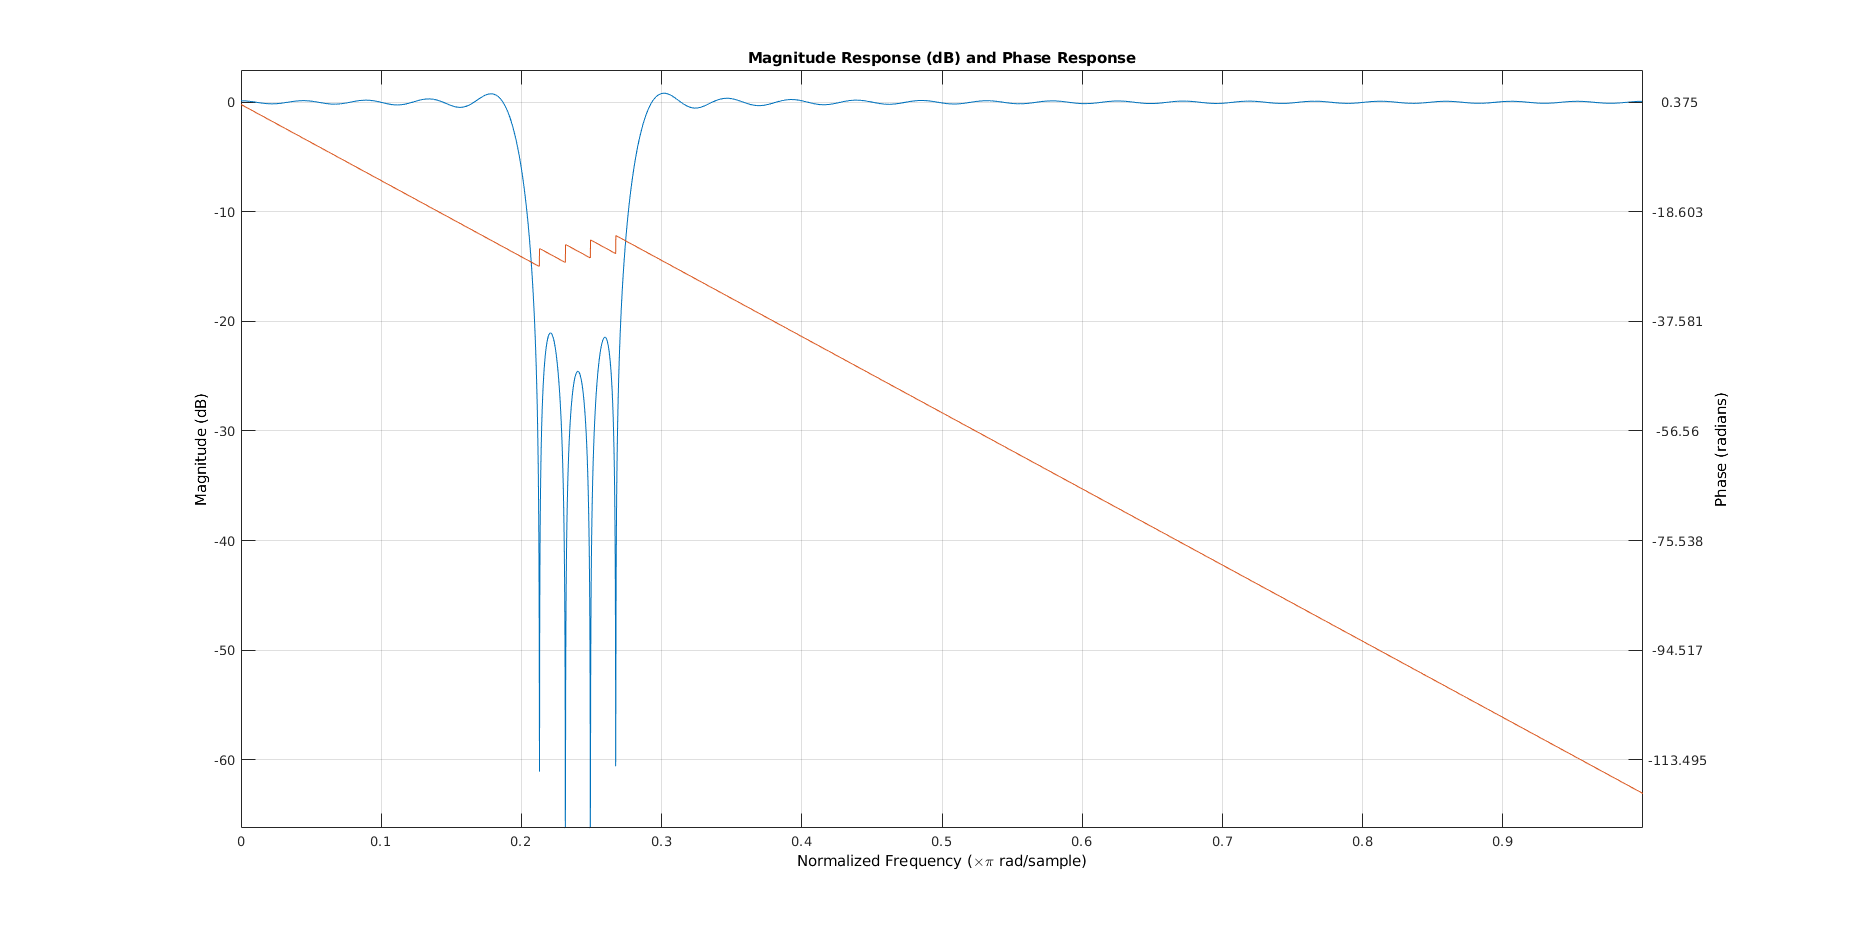 Magnitude Response (dB) and Phase Response
0
-10
-20
-30
-40
-50
-60
Magnitude (dB)
0.375
-18.603
-37.581
-56.56
-75.538
-94.517
-113.495
Phase (radians)
0 0.1 0.2 0.3 0.4 0.5 0.6 0.7 0.8 0.9
Normalized Frequency (×π rad/sample)